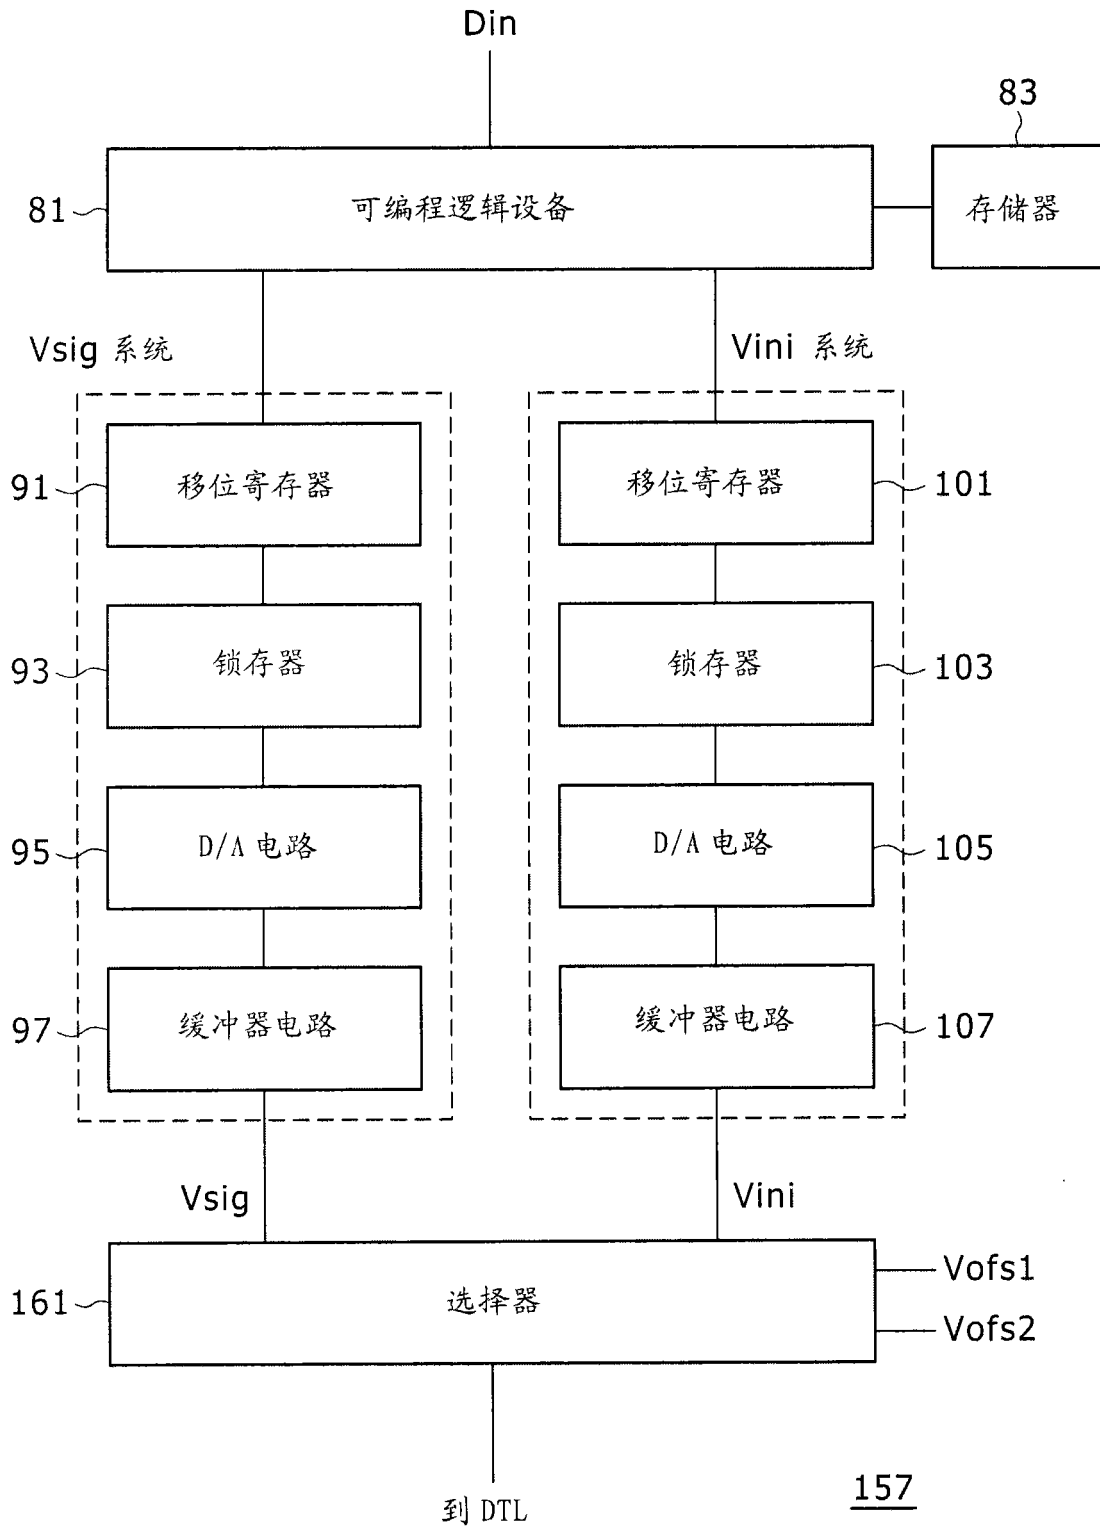 Din
83
81
可编程逻辑设备
存储器
Vsig 系统
Vini 系统
91
移位寄存器
移位寄存器
101
93
锁存器
锁存器
103
95
D/A 电路
D/A 电路
105
97
缓冲器电路
缓冲器电路
107
Vsig
Vini
161
选择器
Vofs1
Vofs2
到 DTL
157